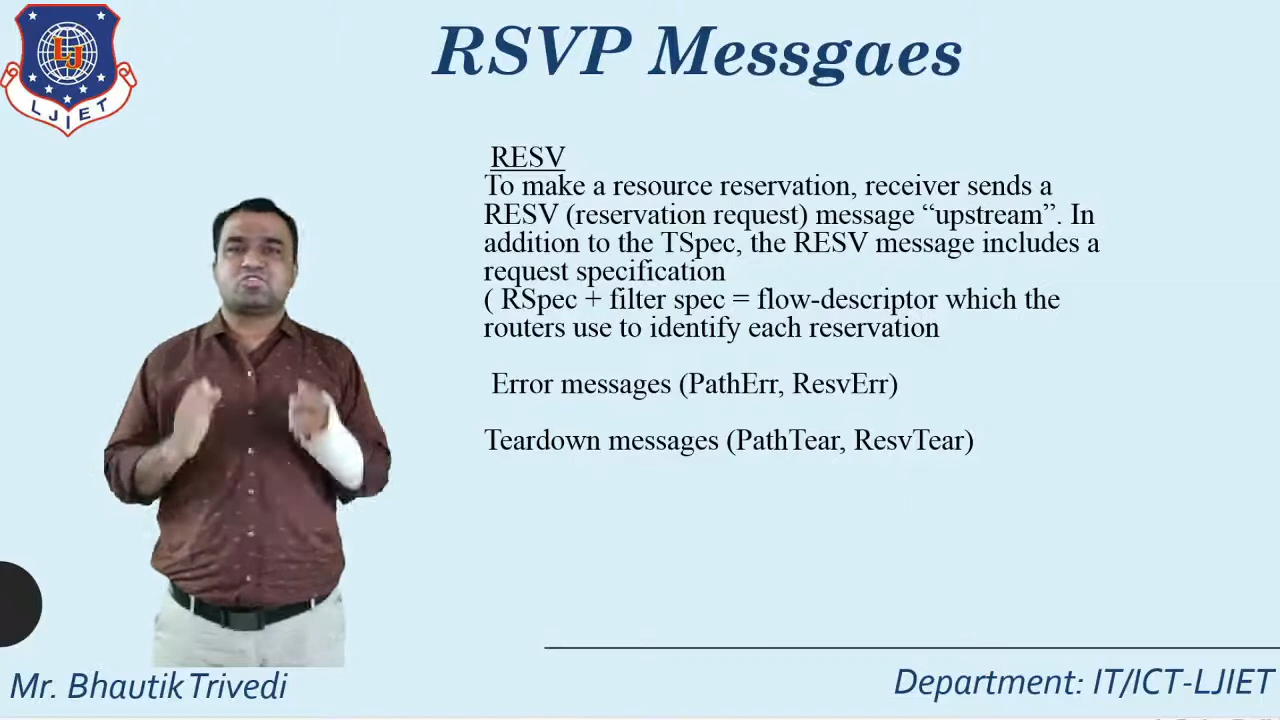 RSVP Messgaes
LJ
LJIET
RESV
To make a resource reservation, receiver sends a
RESV (reservation request) message “upstream”. In
addition to the TSpec, the RESV message includes a
request specification
( RSpec + filter spec = flow-descriptor which the
routers use to identify each reservation
Error messages (PathErr, ResvErr)
Teardown messages (PathTear, ResvTear)
Mr. Bhautik Trivedi
Department: IT/ICT-LJIET